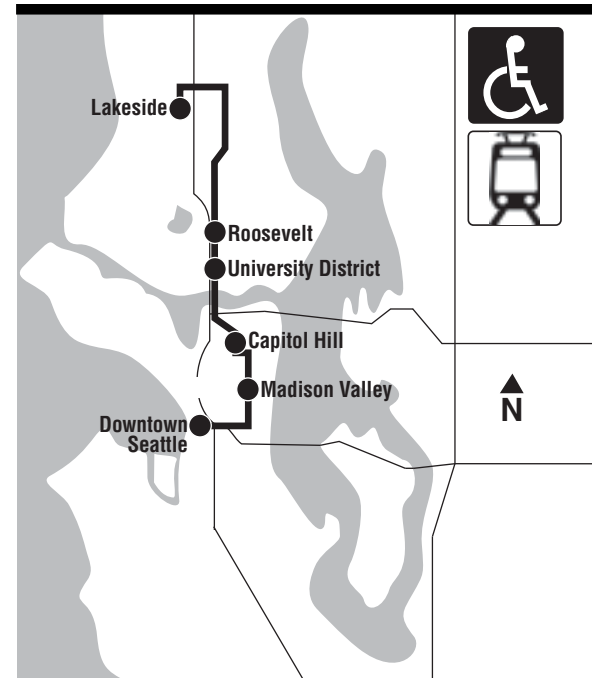 Lakeside
Roosevelt
University District
Capitol Hill
Madison Valley
N
Downtown
Seattle